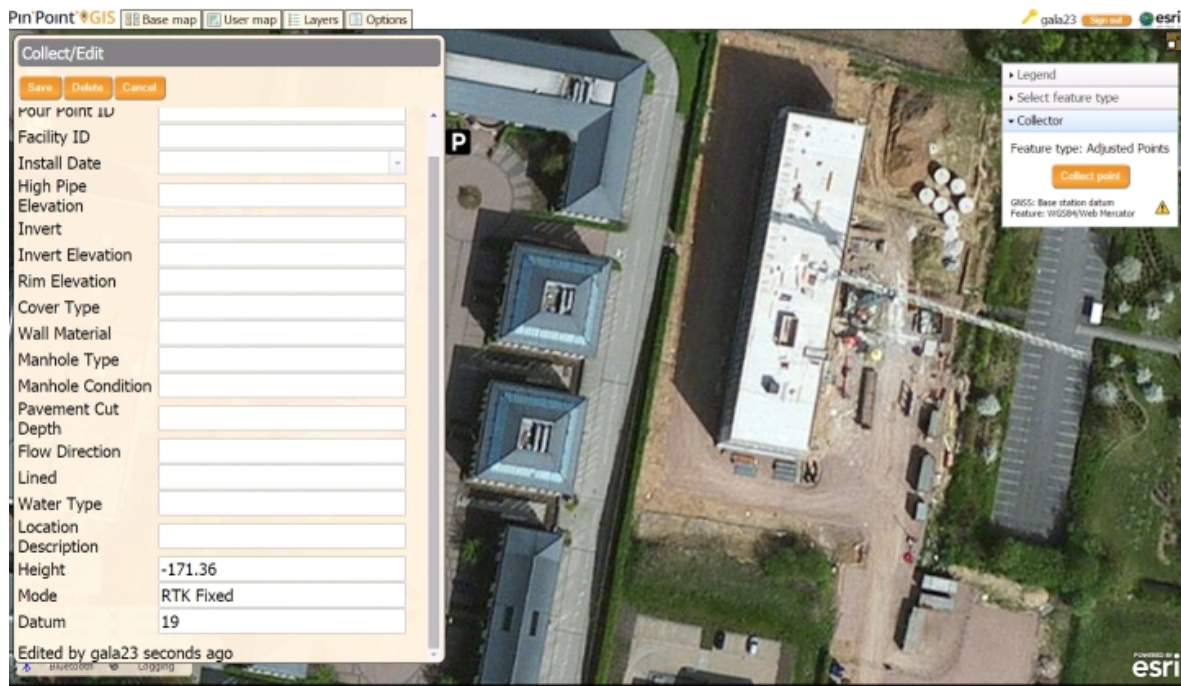 Pin'Point'GIS
Base map
User map
Layers
Options
gala23
Sign out
esri
Collect/Edit
Save
Delete
Cancel
Pour Point ID
Facility ID
Install Date
High Pipe
Elevation
Invert
Invert Elevation
Rim Elevation
Cover Type
Wall Material
Manhole Type
Manhole Condition
Pavement Cut
Depth
Flow Direction
Lined
Water Type
Location
Description
Height -171.36
Mode RTK Fixed
Datum 19
Edited by gala23 seconds ago
Bluetooth
Logging
P
Legend
Select feature type
Collector
Feature type: Adjusted Points
Collect point
GNSS: Base station datum
Feature: WGS84/Web Mercator
POWERED BY
esri